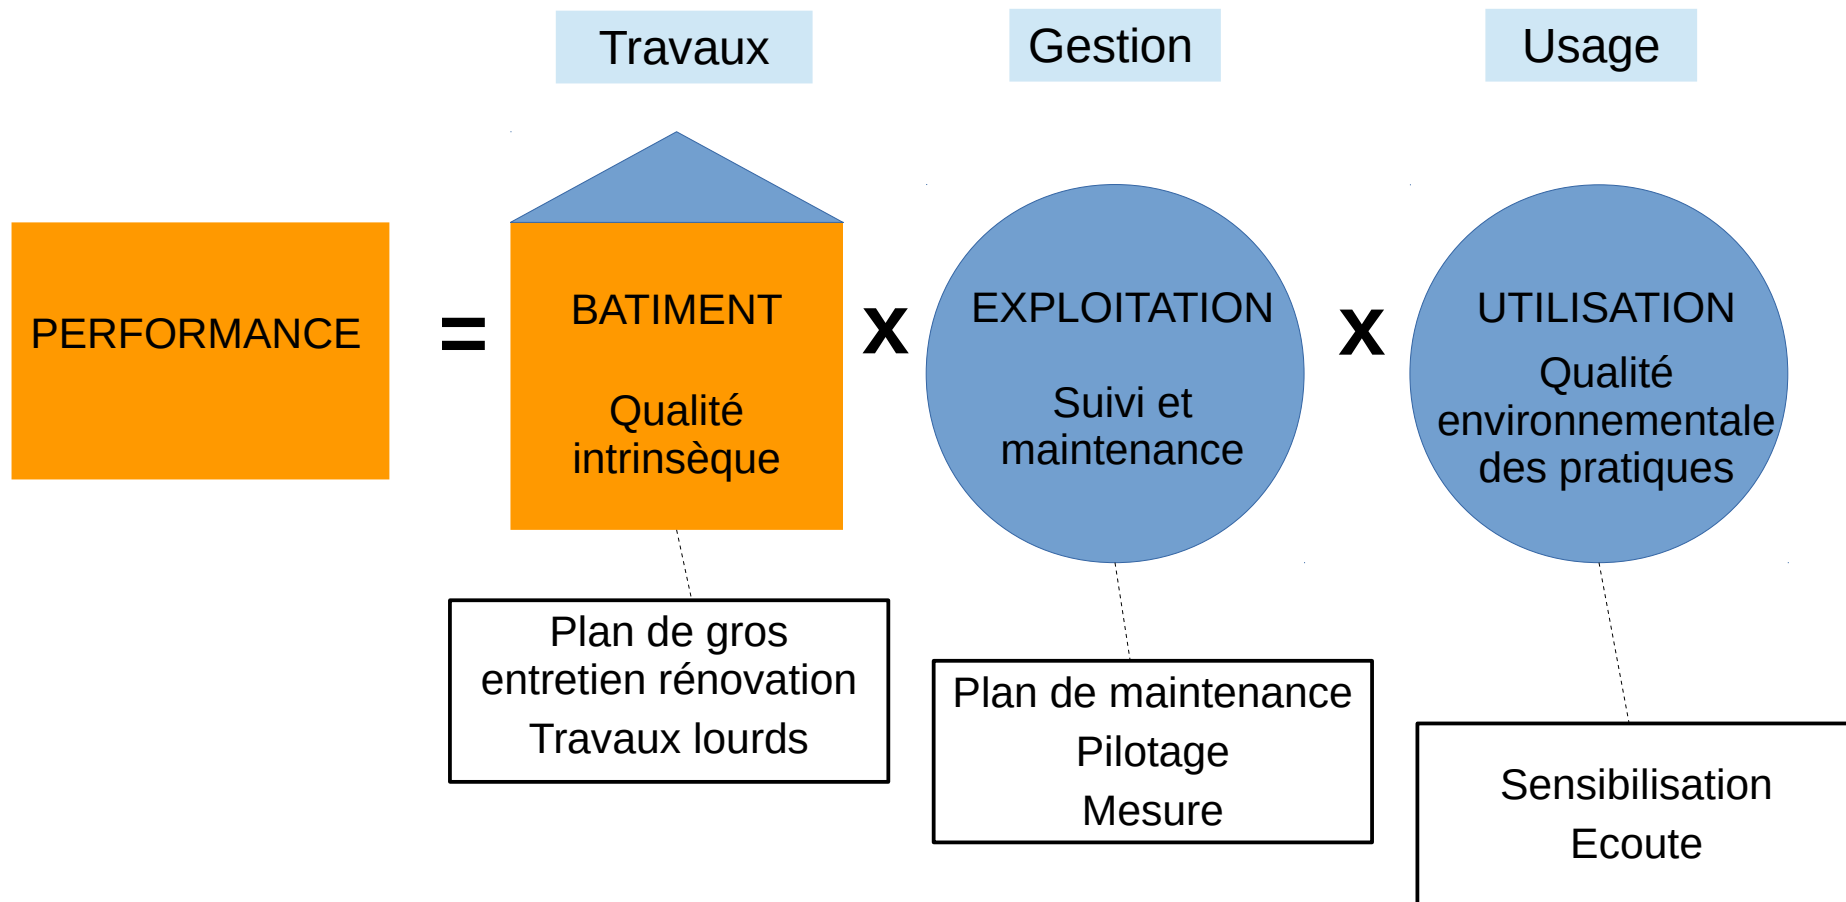 Travaux
Gestion
Usage
PERFORMANCE
=
BATIMENT
Qualité
intrinsèque
x
EXPLOITATION
Suivi et
maintenance
x
UTILISATION
Qualité
environnementale
des pratiques
Plan de gros
entretien rénovation
Travaux lourds
Plan de maintenance
Pilotage
Mesure
Sensibilisation
Ecoute